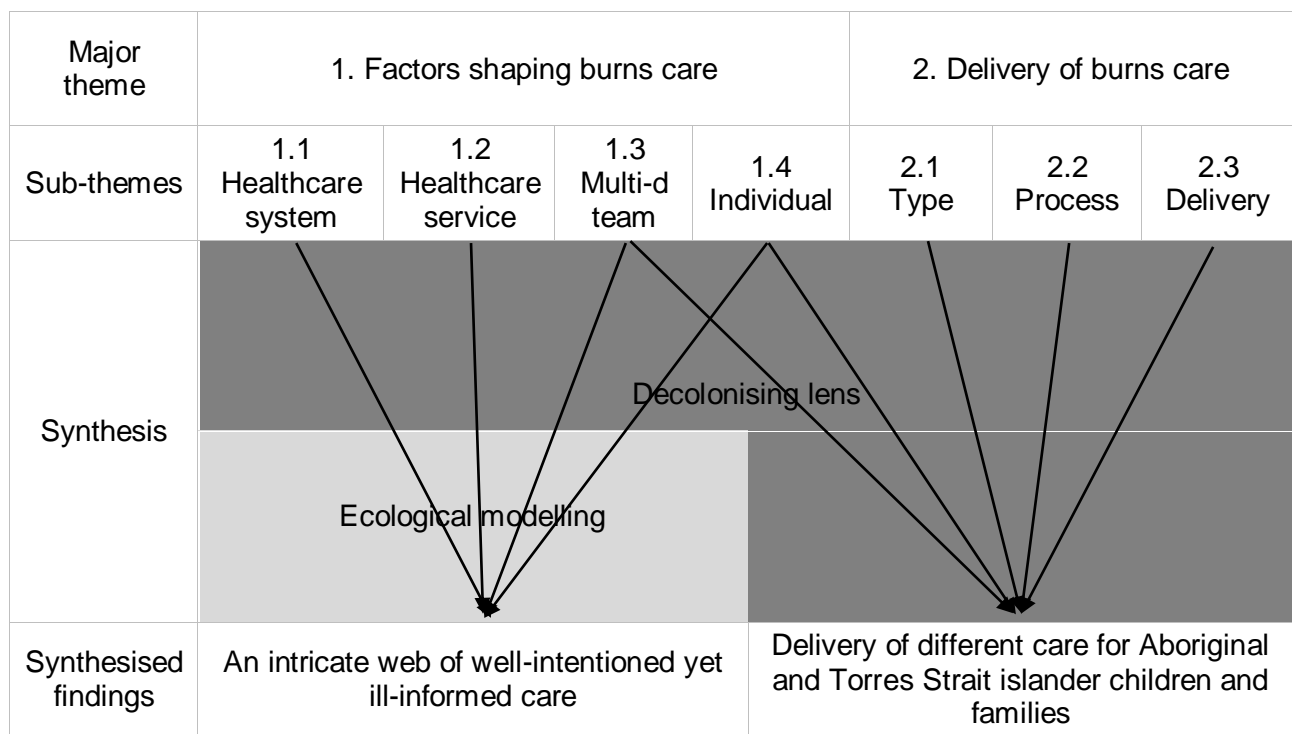 Major
theme
1. Factors shaping burns care
2. Delivery of burns care
Sub-themes
1.1
Healthcare
system
1.2
Healthcare
service
1.3
Multi-d
team
1.4
Individual
2.1
Type
2.2
Process
2.3
Delivery
Synthesis
Decolonising lens
Ecological modelling
Synthesised
findings
An intricate web of well-intentioned yet
ill-informed care
Delivery of different care for Aboriginal
and Torres Strait islander children and
families